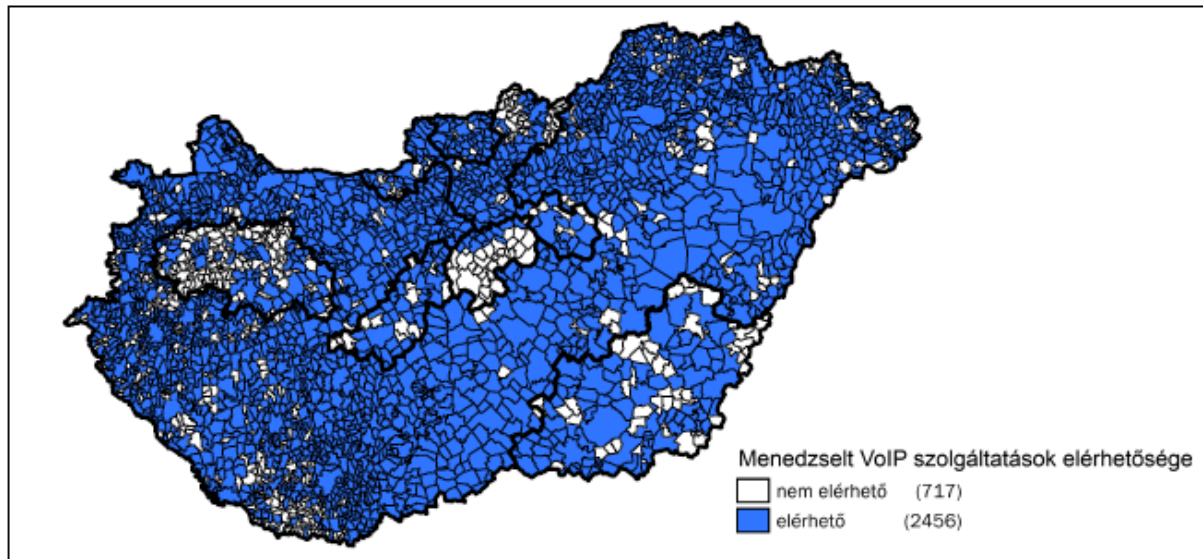 Menedzselt VoIP szolgáltatások elérhetősége
nem elérhető (717)
elérhető (2456)